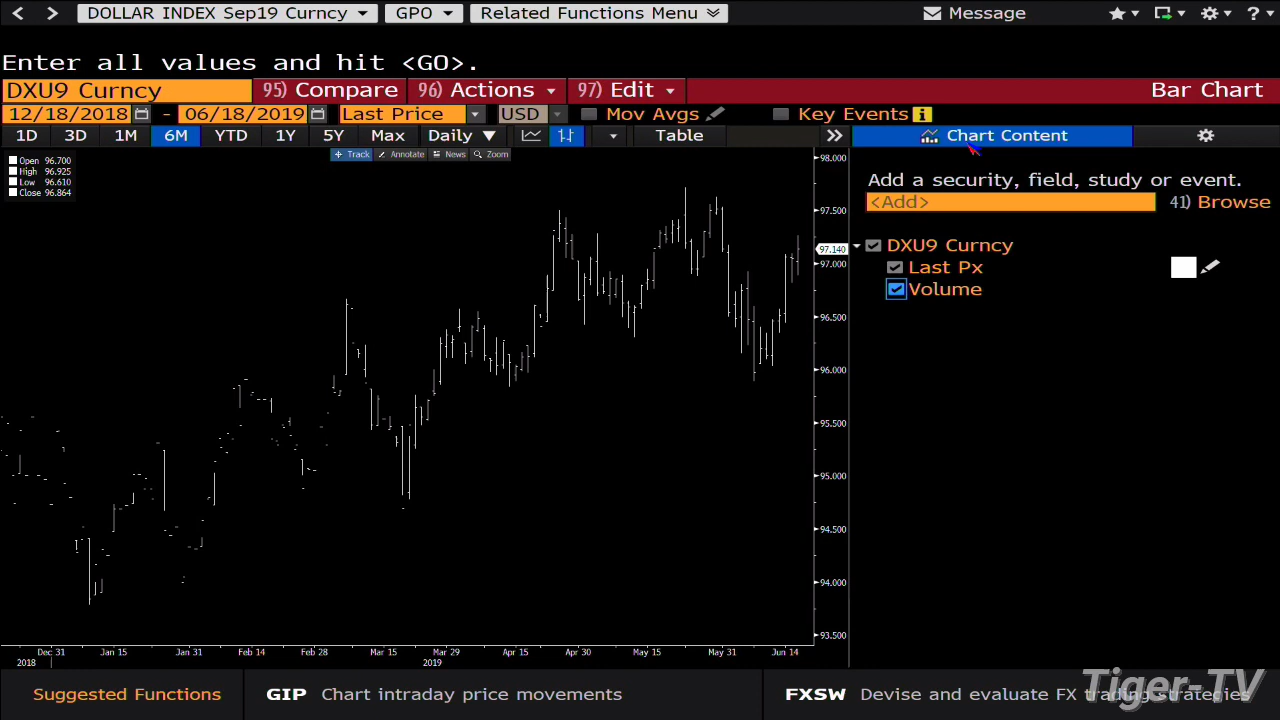 DOLLAR INDEX Sep19 Curncy GPO Related Functions Menu Message ?
Enter all values and hit <GO>.
DXU9 Curncy 95) Compare 96) Actions 97) Edit Bar Chart
12/18/2018 - 06/18/2019 Last Price USD Mov Avgs Key Events i
1D 3D 1M 6M YTD 1Y 5Y Max Daily ▼ Table Chart Content
Track Annotate News Zoom
Open 96.700
High 96.925
Low 96.610
Close 96.864
Add a security, field, study or event.
<Add> 41) Browse
DXU9 Curncy
Last Px
Volume
98.000
97.500
97.140
97.000
96.500
96.000
95.500
95.000
94.500
94.000
93.500
Dec 31 Jan 15 Jan 31 Feb 14 Feb 28 Mar 15 Mar 29 Apr 15 Apr 30 May 15 May 31 Jun 14
2018 2019
Suggested Functions GIP Chart intraday price movements FXSW Devise and evaluate FX trading strategies
Tiger-TV